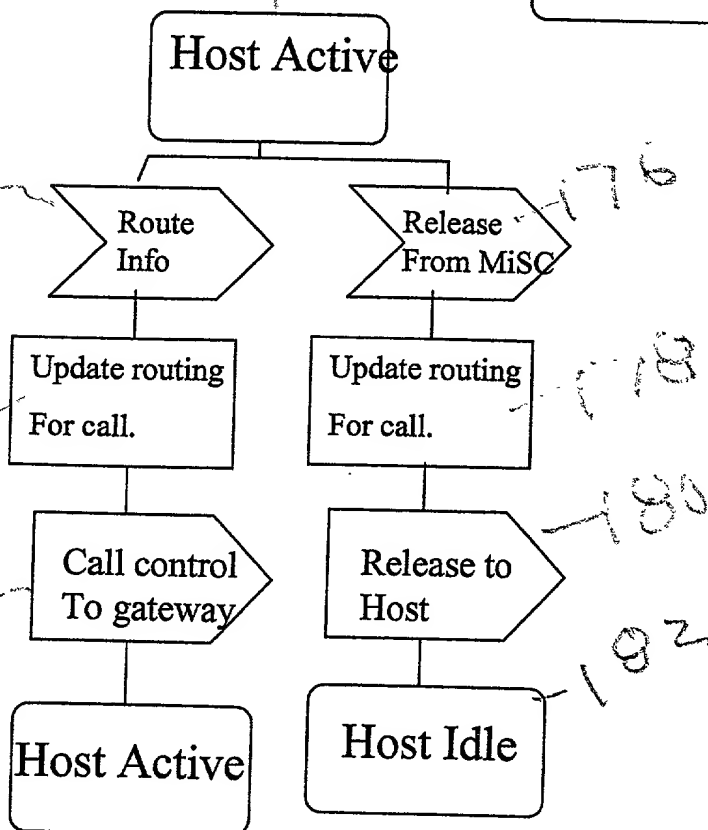 Host Active
Route
Info
Release
From MiSC
176
Update routing
For call.
Update routing
For call.
178
Call control
To gateway
Release to
Host
180
Host Active
Host Idle
182